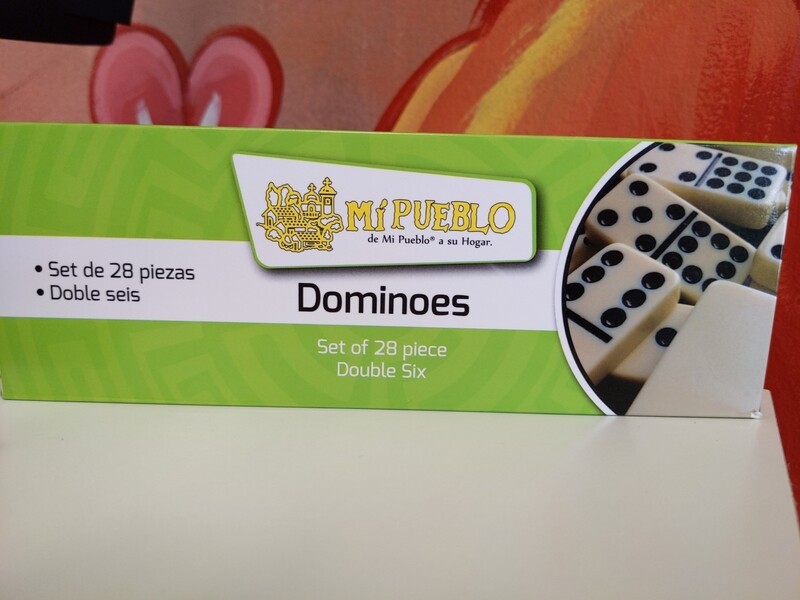 MÍ PUEBLO
de Mi Pueblo® a su Hogar.
• Set de 28 piezas
• Doble seis
Dominoes
Set of 28 piece
Double Six